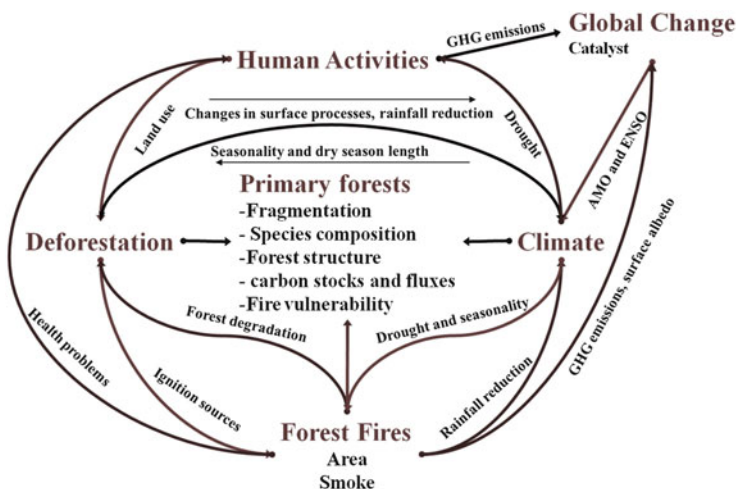 Global Change
Catalyst
GHG emissions
Human Activities
Land use
Changes in surface processes, rainfall reduction
Drought
Seasonality and dry season length
AMO and ENSO
Primary forests
-Fragmentation
- Species composition
-Forest structure
- carbon stocks and fluxes
-Fire vulnerability
Deforestation
Climate
GHG emissions, surface albedo
Health problems
Forest degradation
Drought and seasonality
Ignition sources
Rainfall reduction
Forest Fires
Area
Smoke